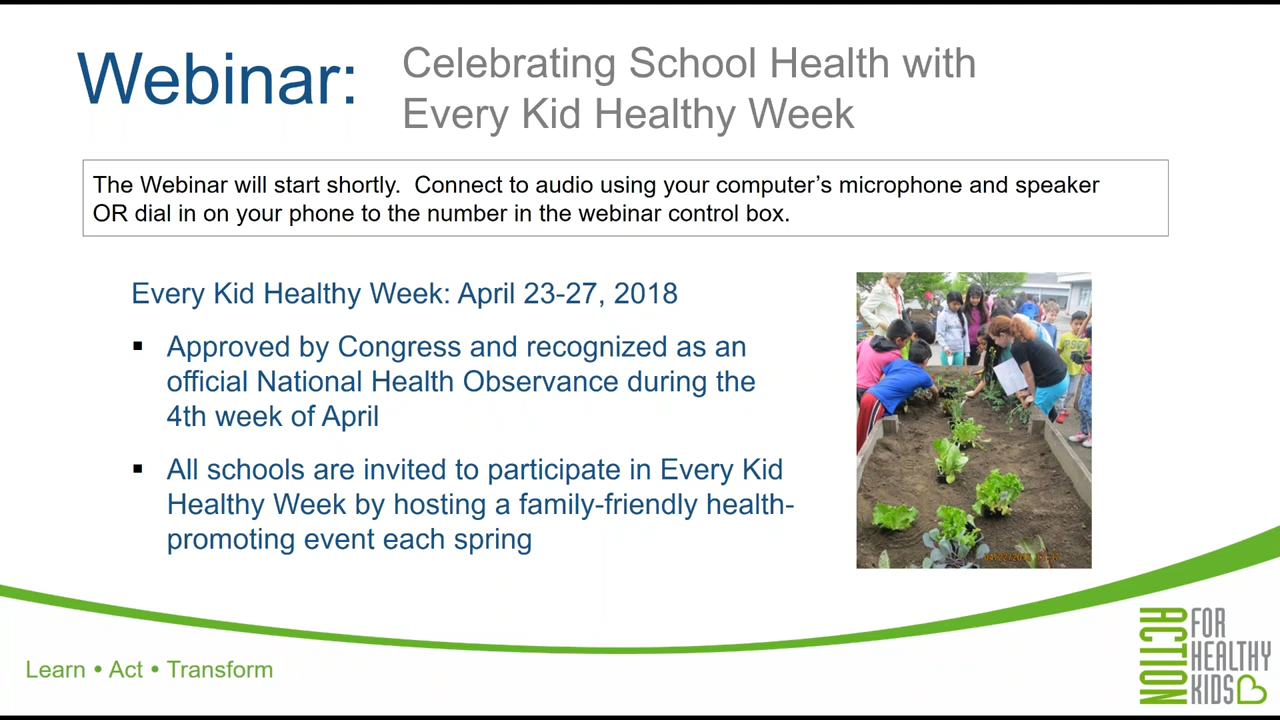 Webinar:
Celebrating School Health with
Every Kid Healthy Week
The Webinar will start shortly.  Connect to audio using your computer’s microphone and speaker
OR dial in on your phone to the number in the webinar control box.
Every Kid Healthy Week: April 23-27, 2018
▪ Approved by Congress and recognized as an
official National Health Observance during the
4th week of April
▪ All schools are invited to participate in Every Kid
Healthy Week by hosting a family-friendly health-
promoting event each spring
Learn • Act • Transform
ACTION
FOR
HEALTHY
KIDS